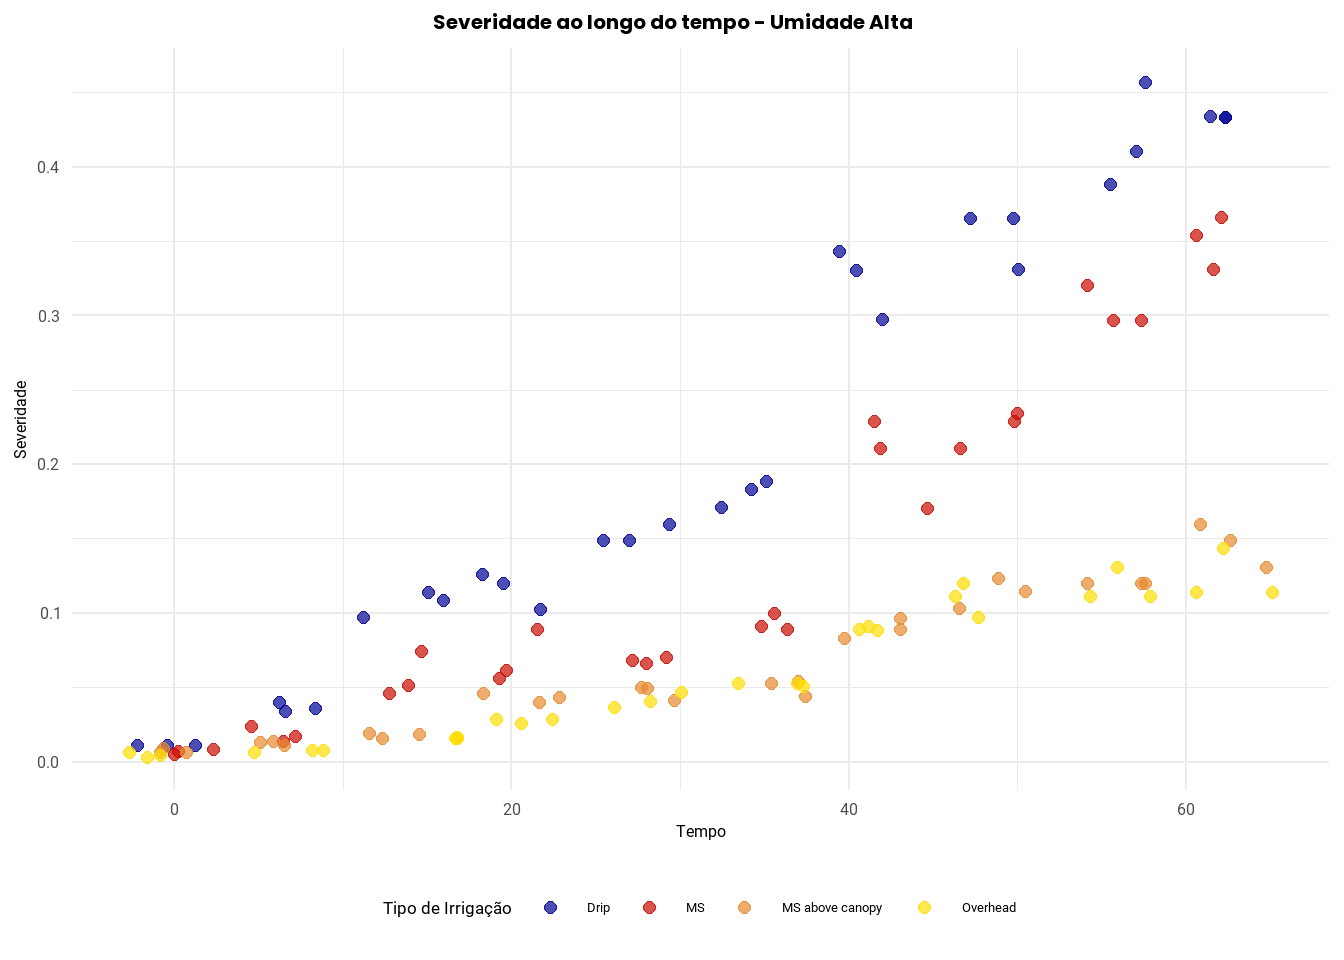 Severidade ao longo do tempo - Umidade Alta
Severidade
0.4
0.3
0.2
0.1
0.0
0 20 40 60
Tempo
Tipo de Irrigação Drip MS MS above canopy Overhead